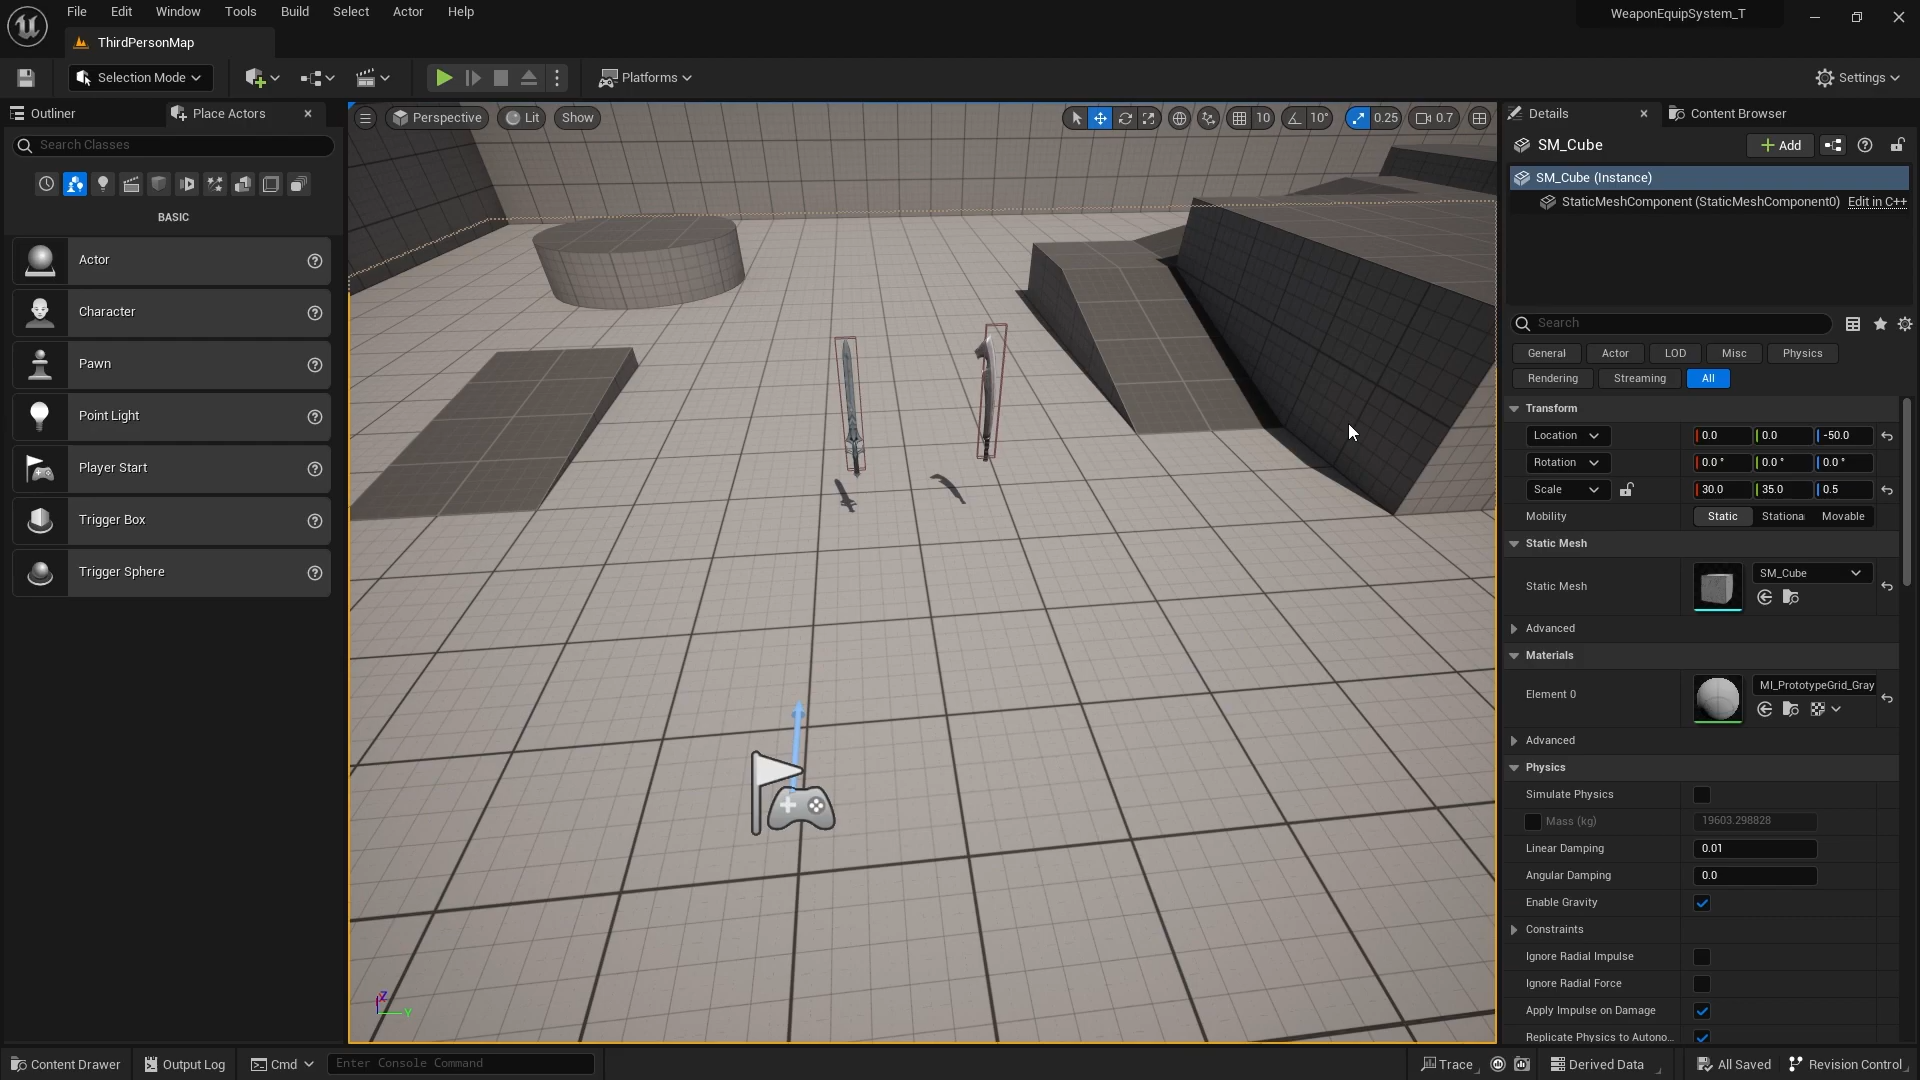 File Edit Window Tools Build Select Actor Help
WeaponEquipSystem_T
ThirdPersonMap
Selection Mode
Platforms
Settings
Outliner
Place Actors
Search Classes
BASIC
Actor
Character
Pawn
Point Light
Player Start
Trigger Box
Trigger Sphere
Perspective
Lit
Show
10
10°
0.25
0.7
Z
Y
Details
Content Browser
SM_Cube
+ Add
SM_Cube (Instance)
StaticMeshComponent (StaticMeshComponent0) Edit in C++
Search
General Actor LOD Misc Physics
Rendering Streaming All
Transform
Location 0.0 0.0 -50.0
Rotation 0.0 ° 0.0 ° 0.0 °
Scale 30.0 35.0 0.5
Mobility Static Stationa Movable
Static Mesh
Static Mesh SM_Cube
Advanced
Materials
Element 0 MI_PrototypeGrid_Gray
Advanced
Physics
Simulate Physics
Mass (kg) 19603.298828
Linear Damping 0.01
Angular Damping 0.0
Enable Gravity
Constraints
Ignore Radial Impulse
Ignore Radial Force
Apply Impulse on Damage
Replicate Physics to Autono...
Content Drawer
Output Log
Cmd
Enter Console Command
Trace
Derived Data
All Saved
Revision Control